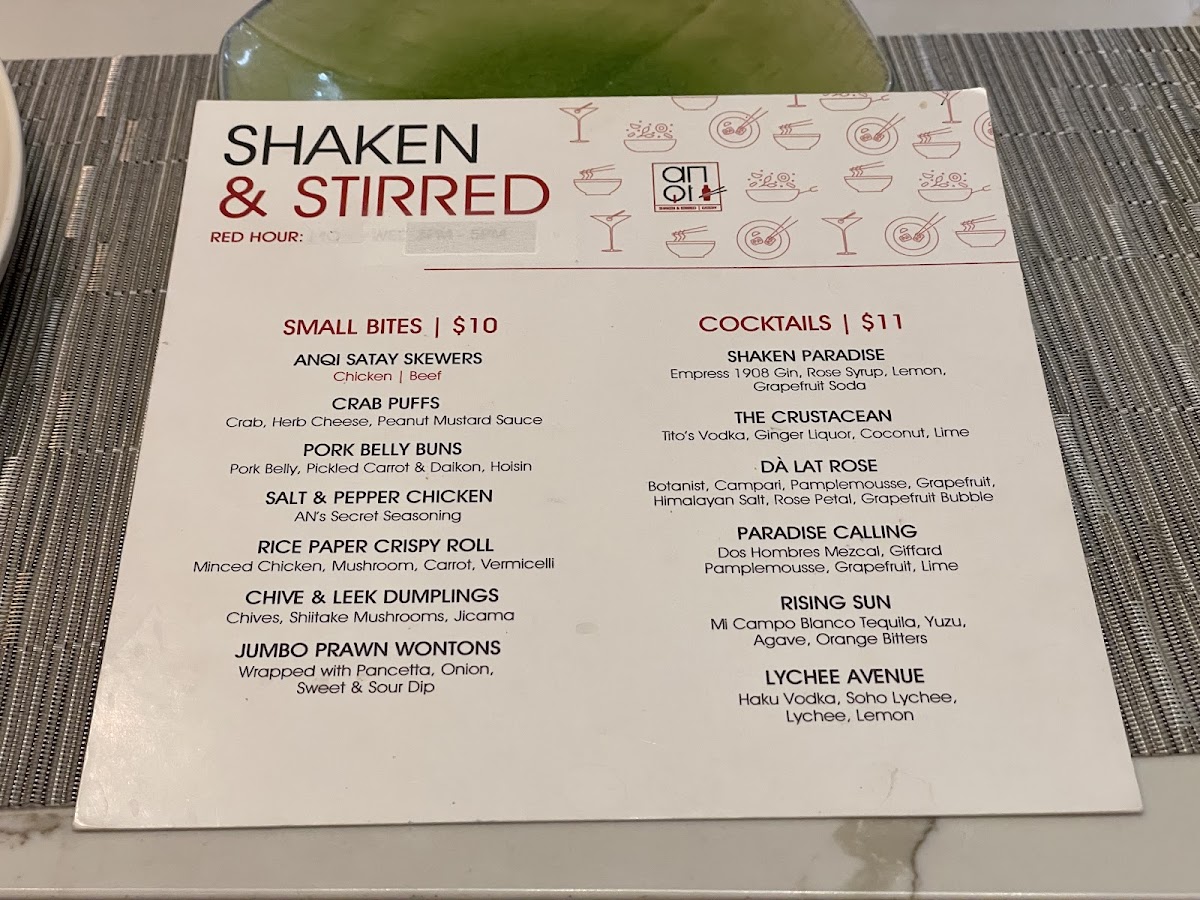 SHAKEN
& STIRRED
an
QI
SHAKEN & STIRRED
RED HOUR:
SMALL BITES | $10
ANQI SATAY SKEWERS
Chicken | Beef
CRAB PUFFS
Crab, Herb Cheese, Peanut Mustard Sauce
PORK BELLY BUNS
Pork Belly, Pickled Carrot & Daikon, Hoisin
SALT & PEPPER CHICKEN
AN's Secret Seasoning
RICE PAPER CRISPY ROLL
Minced Chicken, Mushroom, Carrot, Vermicelli
CHIVE & LEEK DUMPLINGS
Chives, Shiitake Mushrooms, Jicama
JUMBO PRAWN WONTONS
Wrapped with Pancetta, Onion,
Sweet & Sour Dip
COCKTAILS | $11
SHAKEN PARADISE
Empress 1908 Gin, Rose Syrup, Lemon,
Grapefruit Soda
THE CRUSTACEAN
Tito's Vodka, Ginger Liquor, Coconut, Lime
DÀ LAT ROSE
Botanist, Campari, Pamplemousse, Grapefruit,
Himalayan Salt, Rose Petal, Grapefruit Bubble
PARADISE CALLING
Dos Hombres Mezcal, Giffard
Pamplemousse, Grapefruit, Lime
RISING SUN
Mi Campo Blanco Tequila, Yuzu,
Agave, Orange Bitters
LYCHEE AVENUE
Haku Vodka, Soho Lychee,
Lychee, Lemon